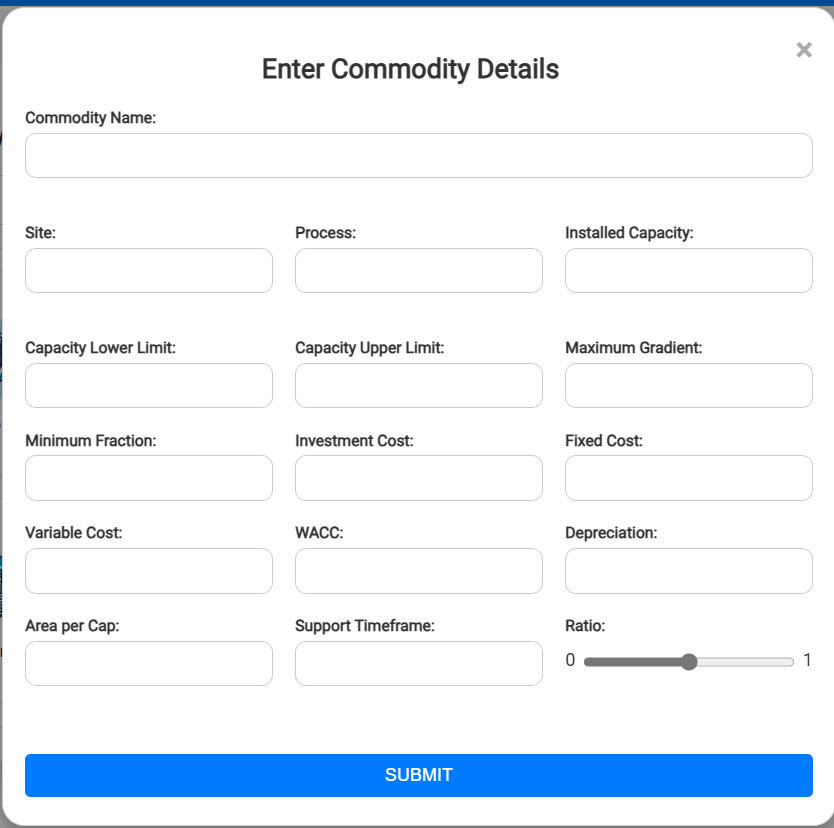 Enter Commodity Details
×
Commodity Name:
Site: Process: Installed Capacity:
Capacity Lower Limit: Capacity Upper Limit: Maximum Gradient:
Minimum Fraction: Investment Cost: Fixed Cost:
Variable Cost: WACC: Depreciation:
Area per Cap: Support Timeframe: Ratio:
0 1
SUBMIT